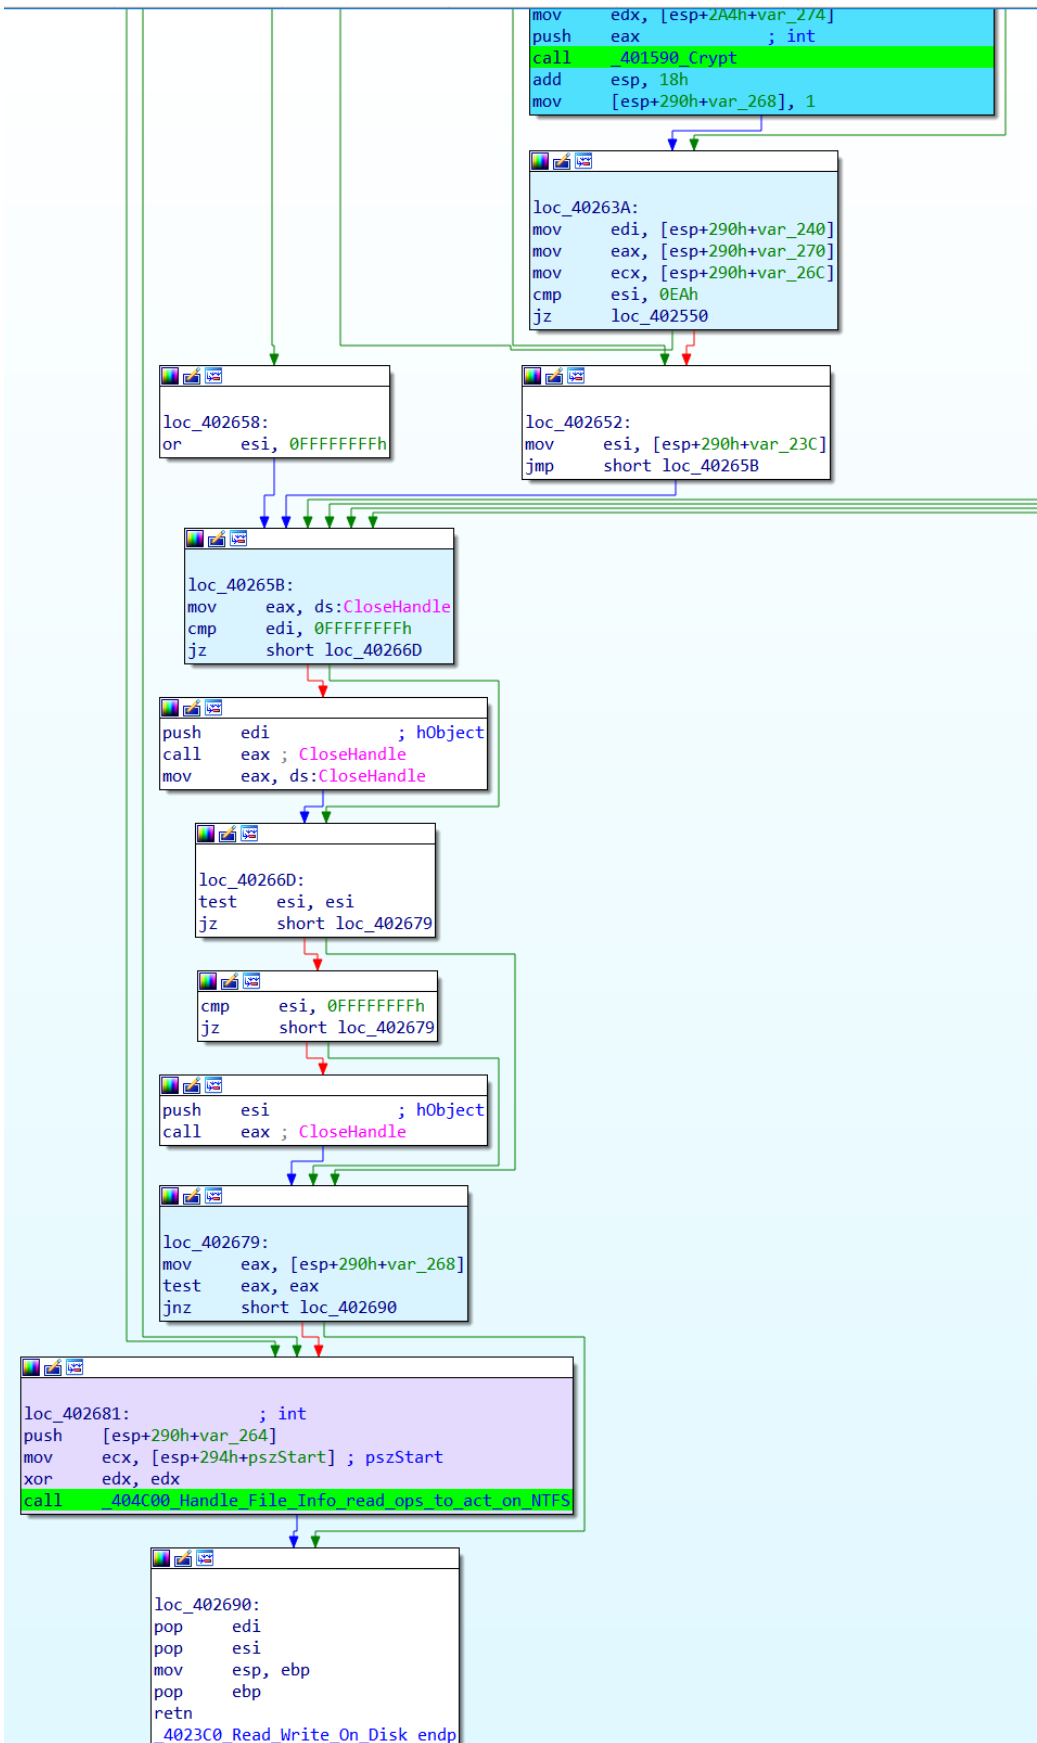 mov edx, [esp+2A4h+var_274]
push eax ; int
call _401590_Crypt
add esp, 18h
mov [esp+290h+var_268], 1
loc_40263A:
mov edi, [esp+290h+var_240]
mov eax, [esp+290h+var_270]
mov ecx, [esp+290h+var_26C]
cmp esi, 0EAh
jz loc_402550
loc_402658:
or esi, 0FFFFFFFFh
loc_402652:
mov esi, [esp+290h+var_23C]
jmp short loc_40265B
loc_40265B:
mov eax, ds:CloseHandle
cmp edi, 0FFFFFFFFh
jz short loc_40266D
push edi ; hObject
call eax ; CloseHandle
mov eax, ds:CloseHandle
loc_40266D:
test esi, esi
jz short loc_402679
cmp esi, 0FFFFFFFFh
jz short loc_402679
push esi ; hObject
call eax ; CloseHandle
loc_402679:
mov eax, [esp+290h+var_268]
test eax, eax
jnz short loc_402690
loc_402681: ; int
push [esp+290h+var_264]
mov ecx, [esp+294h+pszStart] ; pszStart
xor edx, edx
call _404C00_Handle_File_Info_read_ops_to_act_on_NTFS
loc_402690:
pop edi
pop esi
mov esp, ebp
pop ebp
retn
_4023C0_Read_Write_On_Disk endp